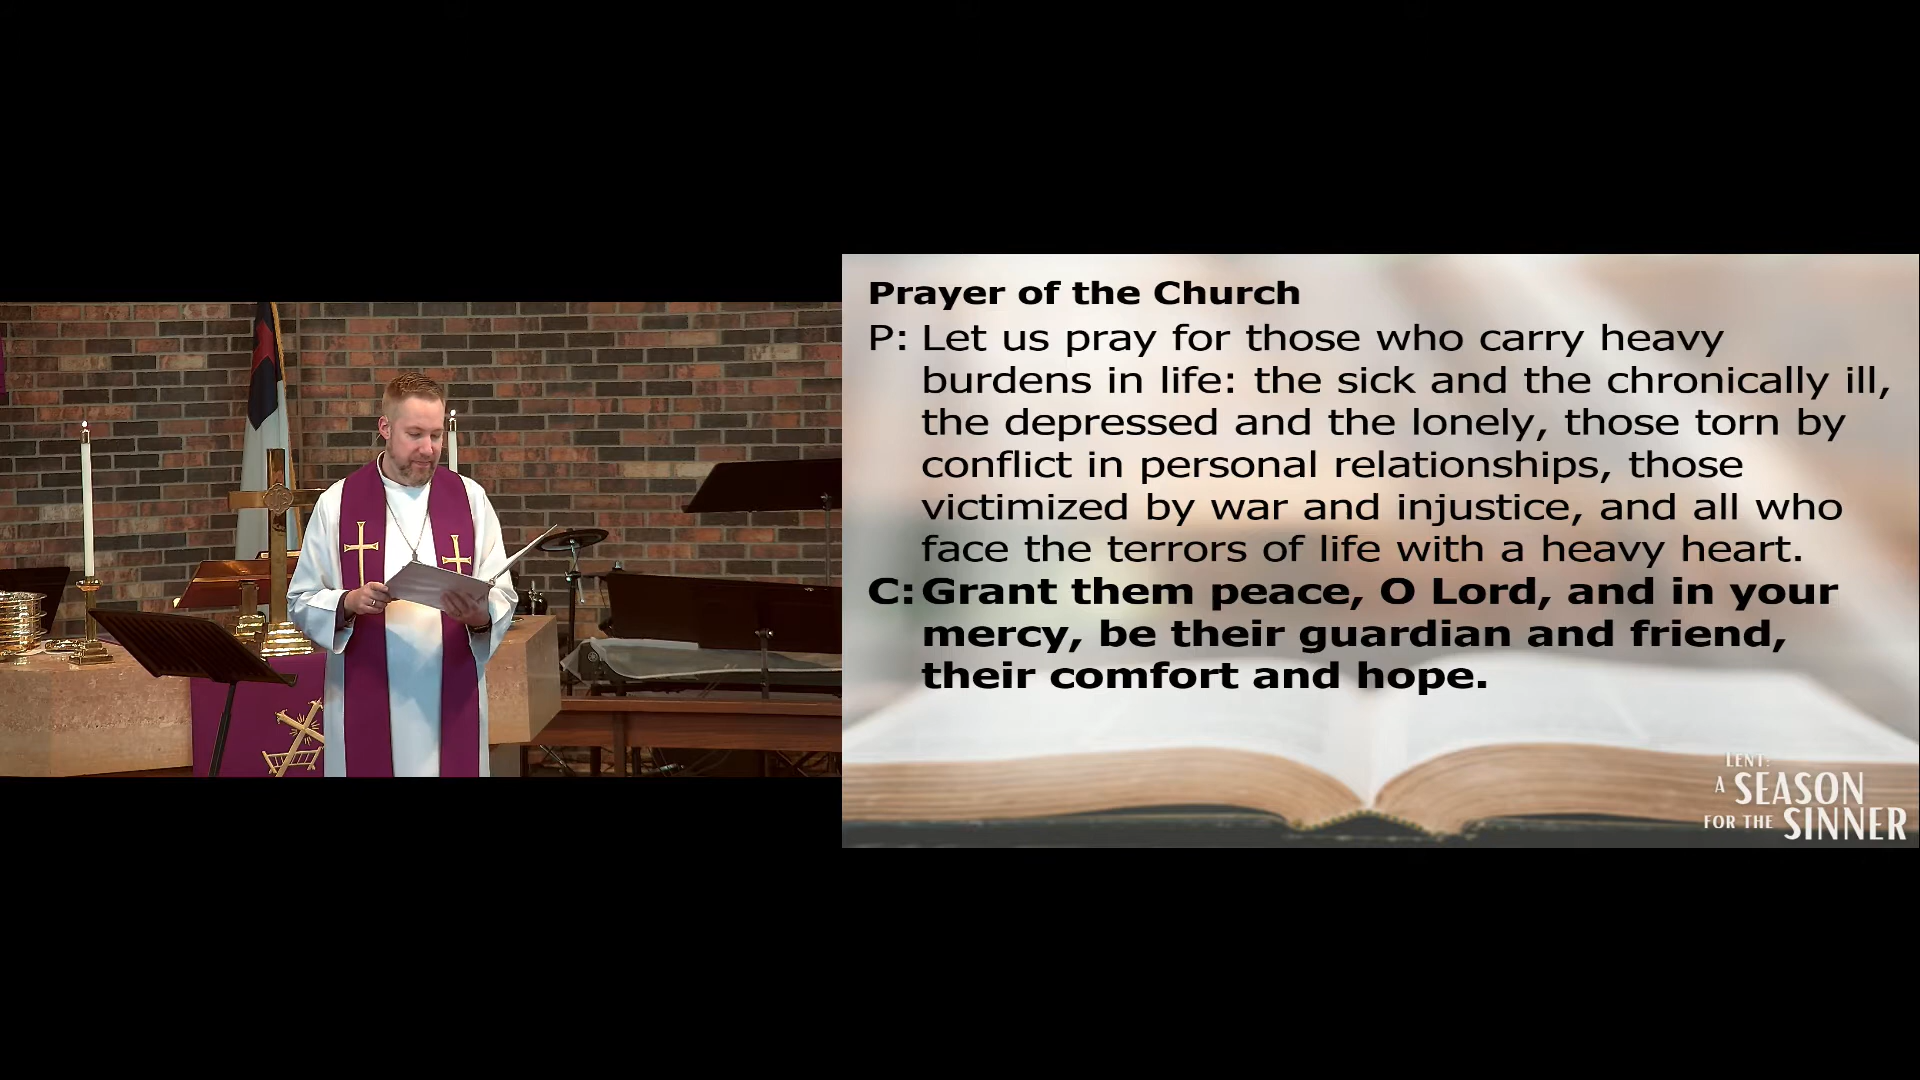 Prayer of the Church
P: Let us pray for those who carry heavy
burdens in life: the sick and the chronically ill,
the depressed and the lonely, those torn by
conflict in personal relationships, those
victimized by war and injustice, and all who
face the terrors of life with a heavy heart.
C: Grant them peace, O Lord, and in your
mercy, be their guardian and friend,
their comfort and hope.
LENT:
A SEASON
FOR THE SINNER